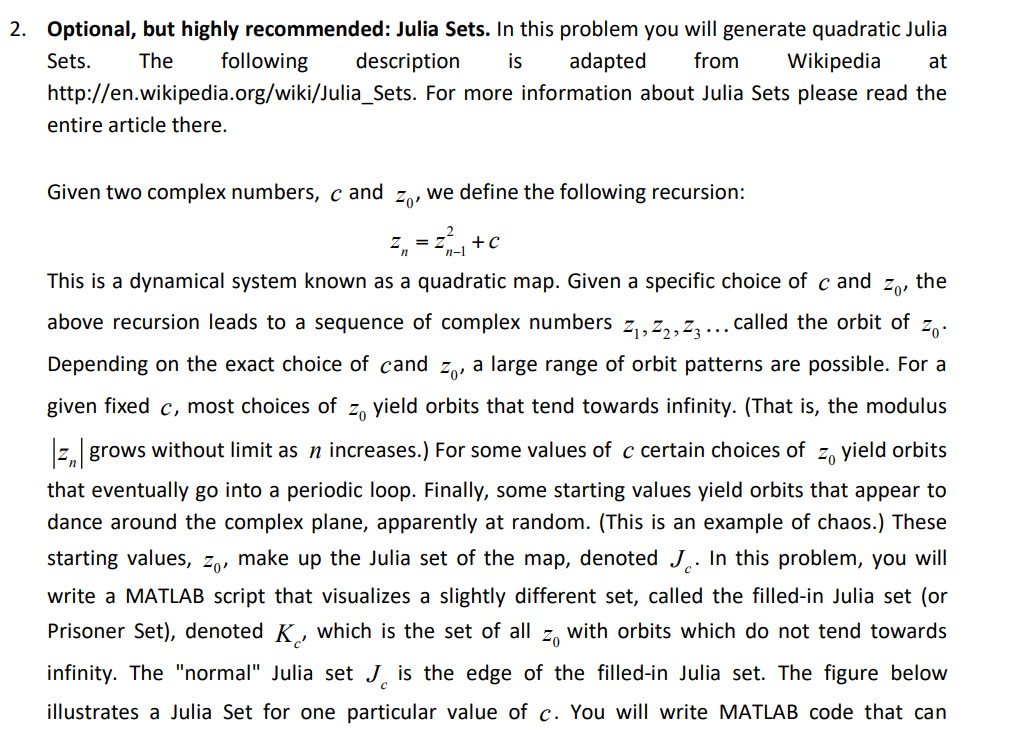 2. Optional, but highly recommended: Julia Sets. In this problem you will generate quadratic Julia
Sets. The following description is adapted from Wikipedia at
http://en.wikipedia.org/wiki/Julia_Sets. For more information about Julia Sets please read the
entire article there.
Given two complex numbers, c and z₀, we define the following recursion:
zₙ = z²ₙ₋₁ + c
This is a dynamical system known as a quadratic map. Given a specific choice of c and z₀, the
above recursion leads to a sequence of complex numbers z₁, z₂, z₃ … called the orbit of z₀.
Depending on the exact choice of cand z₀, a large range of orbit patterns are possible. For a
given fixed c, most choices of z₀ yield orbits that tend towards infinity. (That is, the modulus
|zₙ| grows without limit as n increases.) For some values of c certain choices of z₀ yield orbits
that eventually go into a periodic loop. Finally, some starting values yield orbits that appear to
dance around the complex plane, apparently at random. (This is an example of chaos.) These
starting values, z₀, make up the Julia set of the map, denoted J_c. In this problem, you will
write a MATLAB script that visualizes a slightly different set, called the filled-in Julia set (or
Prisoner Set), denoted K_c, which is the set of all z₀ with orbits which do not tend towards
infinity. The "normal" Julia set J_c is the edge of the filled-in Julia set. The figure below
illustrates a Julia Set for one particular value of c. You will write MATLAB code that can